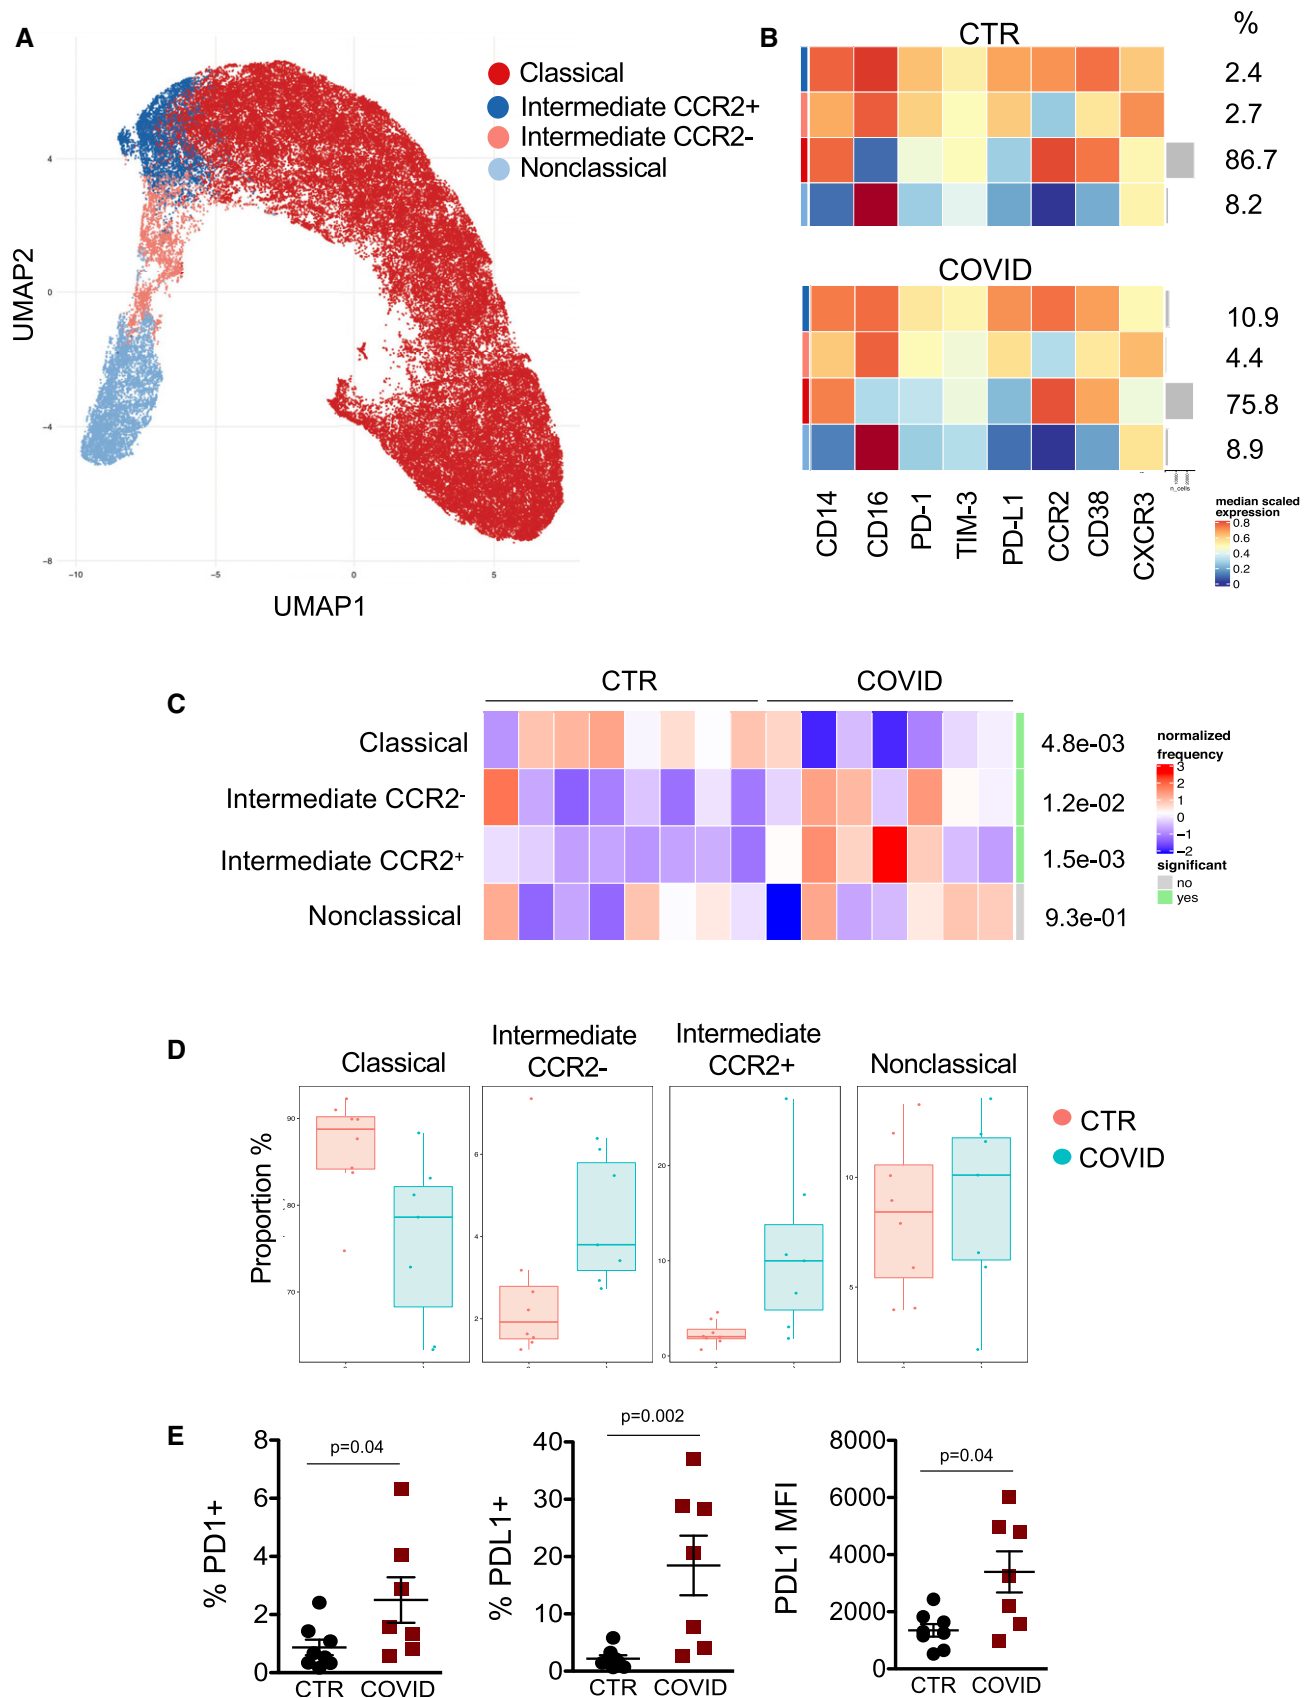 A
Classical
Intermediate CCR2+
Intermediate CCR2-
Nonclassical
UMAP2
4
0
-4
-8
-10
-5
0
5
UMAP1
B
CTR
%
2.4
2.7
86.7
8.2
COVID
10.9
4.4
75.8
8.9
n_cells
CD14
CD16
PD-1
TIM-3
PD-L1
CCR2
CD38
CXCR3
median scaled
expression
0.8
0.6
0.4
0.2
0
C
CTR
COVID
Classical
4.8e-03
Intermediate CCR2-
1.2e-02
Intermediate CCR2+
1.5e-03
Nonclassical
9.3e-01
normalized
frequency
3
2
1
0
-1
-2
significant
no
yes
D
Classical
Intermediate
CCR2-
Intermediate
CCR2+
Nonclassical
Proportion %
90
80
70
6
4
2
20
10
0
10
5
CTR
COVID
E
% PD1+
8
6
4
2
0
p=0.04
CTR
COVID
% PDL1+
40
30
20
10
0
p=0.002
CTR
COVID
PDL1 MFI
8000
6000
4000
2000
0
p=0.04
CTR
COVID